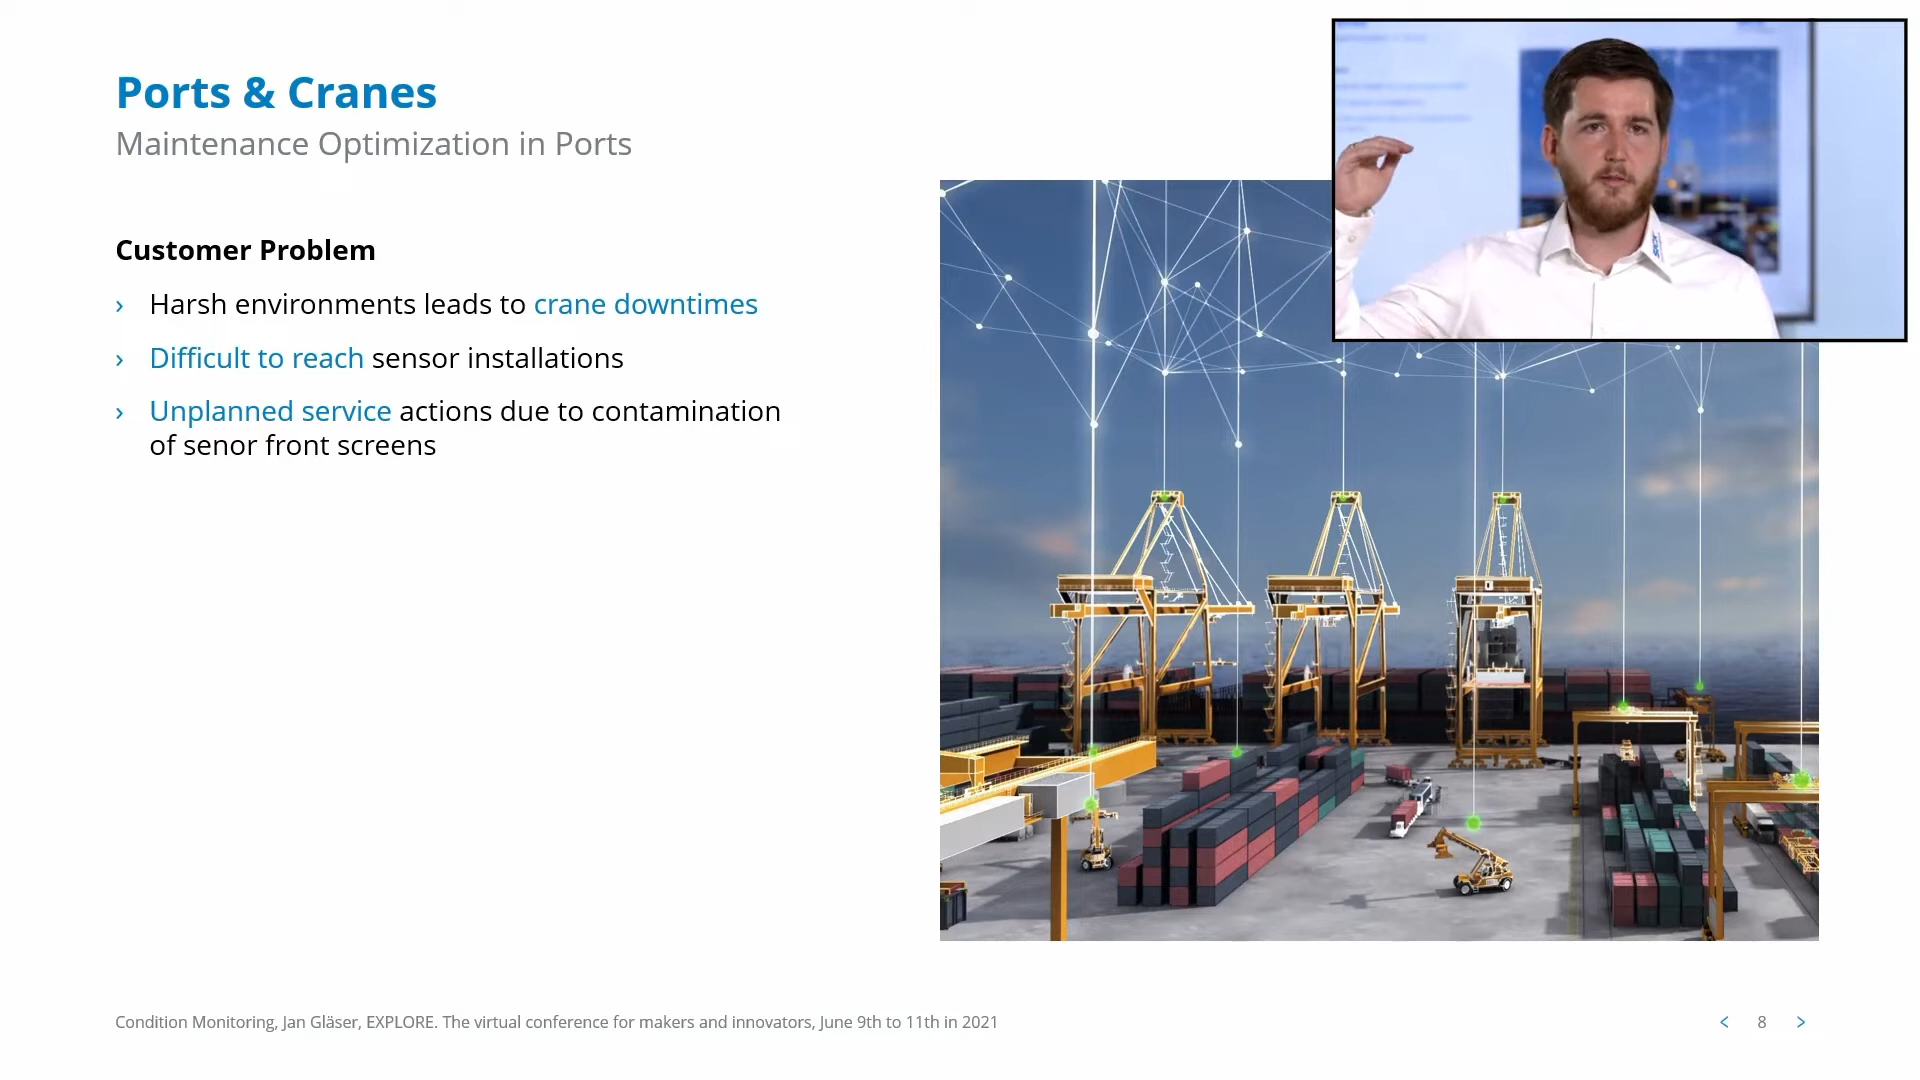 Ports & Cranes
Maintenance Optimization in Ports
Customer Problem
› Harsh environments leads to crane downtimes
› Difficult to reach sensor installations
› Unplanned service actions due to contamination
of senor front screens
SICK
Condition Monitoring, Jan Gläser, EXPLORE. The virtual conference for makers and innovators, June 9th to 11th in 2021
< 8 >